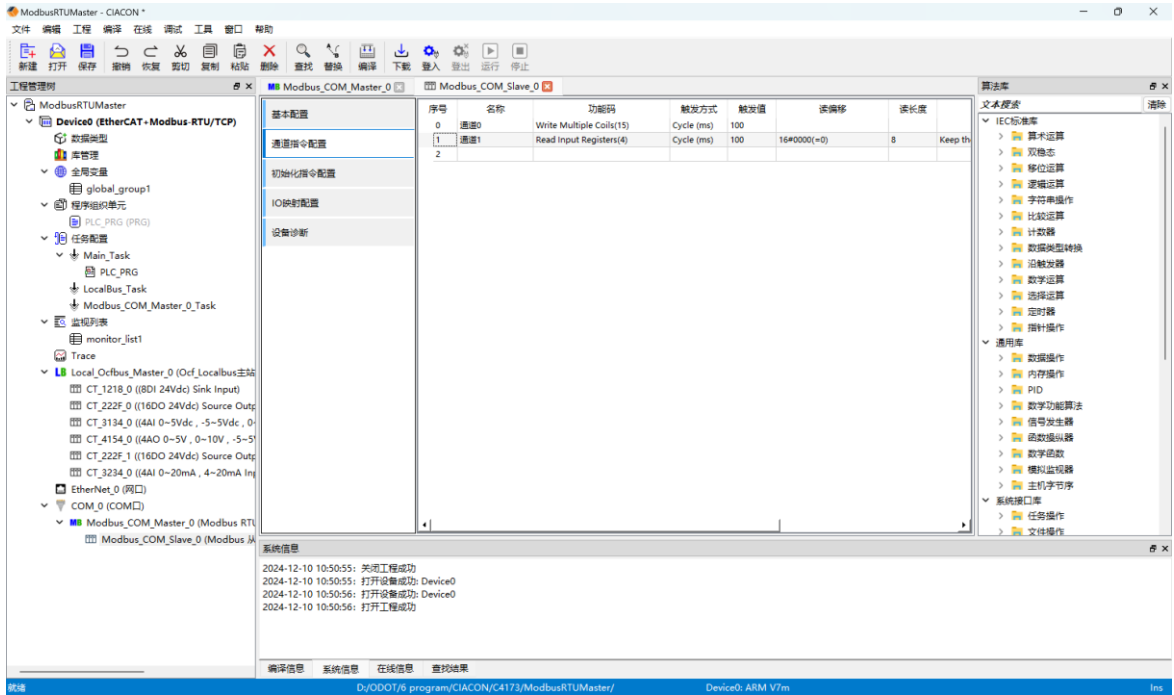 ModbusRTUMaster - CIACON *
文件 编辑 工程 编译 在线 调试 工具 窗口 帮助
新建 打开 保存 撤销 恢复 剪切 复制 粘贴 删除 查找 替换 编译 下载 登入 登出 运行 停止
工程管理树
ModbusRTUMaster
Device0 (EtherCAT+Modbus-RTU/TCP)
数据类型
库管理
全局变量
global_group1
程序组织单元
PLC_PRG (PRG)
任务配置
Main_Task
PLC_PRG
LocalBus_Task
Modbus_COM_Master_0_Task
监视列表
monitor_list1
Trace
Local_Ocfbus_Master_0 (Ocf_Localbus主站
CT_1218_0 ((8DI 24Vdc) Sink Input)
CT_222F_0 ((16DO 24Vdc) Source Outp
CT_3134_0 ((4AI 0~5Vdc , -5~5Vdc , 0-
CT_4154_0 ((4AO 0~5V , 0~10V , -5~5V
CT_222F_1 ((16DO 24Vdc) Source Outp
CT_3234_0 ((4AI 0~20mA , 4~20mA Inp
EtherNet_0 (网口)
COM_0 (COM口)
MB Modbus_COM_Master_0 (Modbus RTU
Modbus_COM_Slave_0 (Modbus 从
MB Modbus_COM_Master_0
Modbus_COM_Slave_0
基本配置
通道指令配置
初始化指令配置
IO映射配置
设备诊断
序号 名称 功能码 触发方式 触发值 读偏移 读长度
0 通道0 Write Multiple Coils(15) Cycle (ms) 100
1 通道1 Read Input Registers(4) Cycle (ms) 100 16#0000(=0) 8 Keep th
2
算法库
文本搜索 清除
IEC标准库
算术运算
双稳态
移位运算
逻辑运算
字符串操作
比较运算
计数器
数据类型转换
沿触发器
数学运算
选择运算
定时器
指针操作
通用库
数据操作
内存操作
PID
数学功能算法
信号发生器
函数操纵器
数学函数
模拟监视器
主机字节序
系统接口库
任务操作
文件操作
系统信息
2024-12-10 10:50:55: 关闭工程成功
2024-12-10 10:50:55: 打开设备成功: Device0
2024-12-10 10:50:56: 打开设备成功: Device0
2024-12-10 10:50:56: 打开工程成功
编译信息 系统信息 在线信息 查找结果
就绪 D:/ODOT/6 program/CIACON/C4173/ModbusRTUMaster/ Device0: ARM V7m Ins